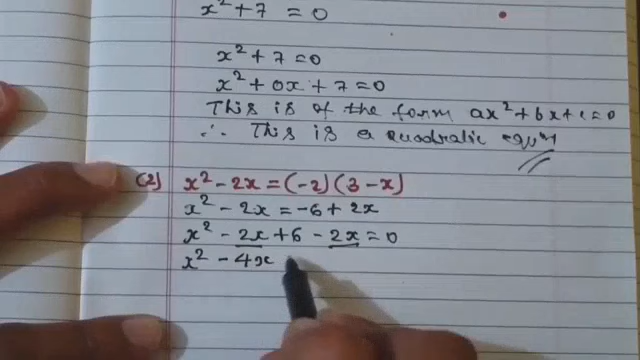 x² + 7 = 0
x² + 7 = 0
x² + 0x + 7 = 0
This is of the form ax² + bx + c = 0
∴ This is a quadratic eqn
(2) x² - 2x = (-2) (3 - x)
x² - 2x = -6 + 2x
x² - 2x + 6 - 2x = 0
x² - 4x